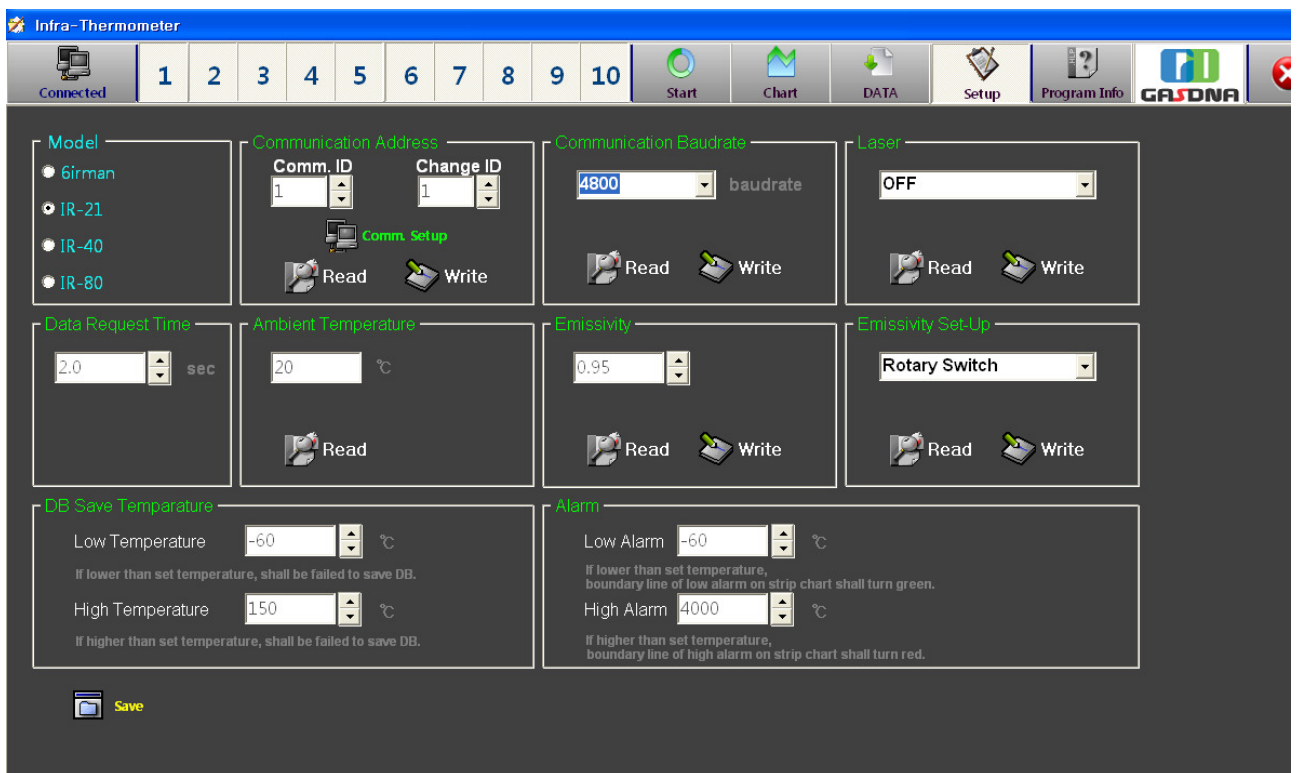 Infra-Thermometer
Connected 1 2 3 4 5 6 7 8 9 10 Start Chart DATA Setup Program Info GASDNA
Model
6irman
IR-21
IR-40
IR-80
Communication Address
Comm. ID Change ID
1 1
Comm. Setup
Read Write
Communication Baudrate
4800 baudrate
Read Write
Laser
OFF
Read Write
Data Request Time
2.0 sec
Ambient Temperature
20 ℃
Read
Emissivity
0.95
Read Write
Emissivity Set-Up
Rotary Switch
Read Write
DB Save Temparature
Low Temperature -60 ℃
If lower than set temperature, shall be failed to save DB.
High Temperature 150 ℃
If higher than set temperature, shall be failed to save DB.
Alarm
Low Alarm -60 ℃
If lower than set temperature,
boundary line of low alarm on strip chart shall turn green.
High Alarm 4000 ℃
If higher than set temperature,
boundary line of high alarm on strip chart shall turn red.
Save